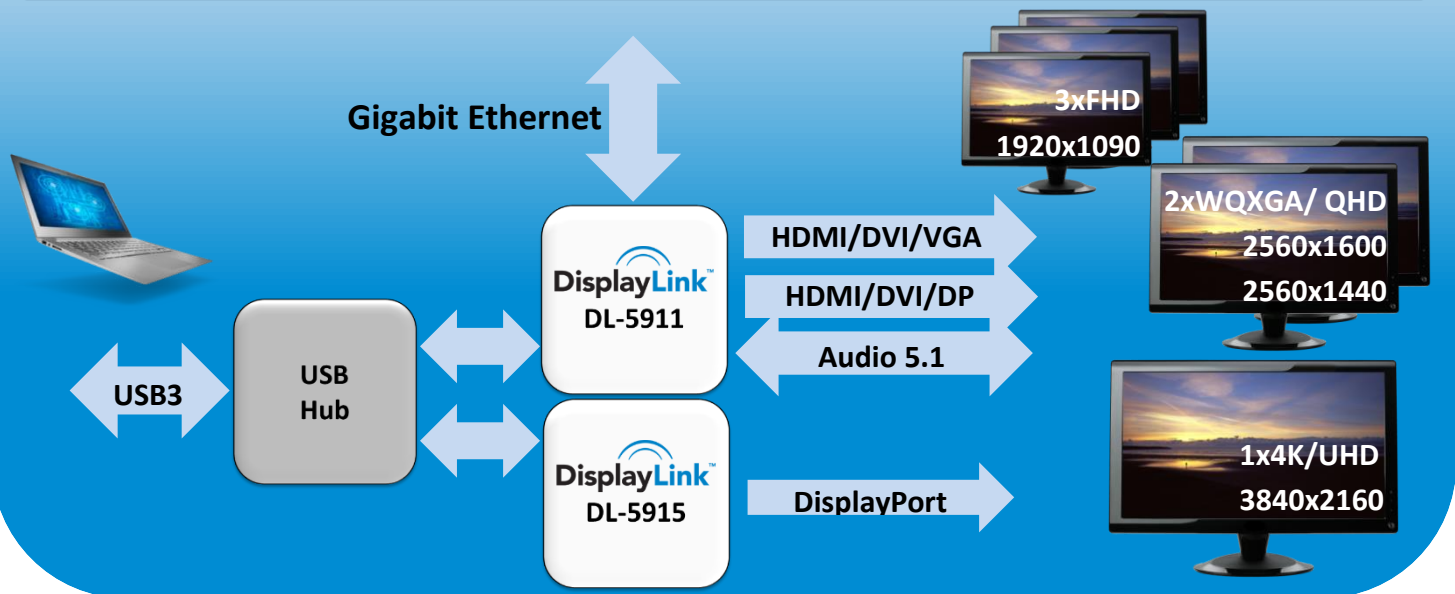 Gigabit Ethernet
3xFHD
1920x1090
2xWQXGA/ QHD
2560x1600
2560x1440
HDMI/DVI/VGA
HDMI/DVI/DP
Audio 5.1
DisplayLink™
DL-5911
USB3
USB
Hub
DisplayLink™
DL-5915
DisplayPort
1x4K/UHD
3840x2160